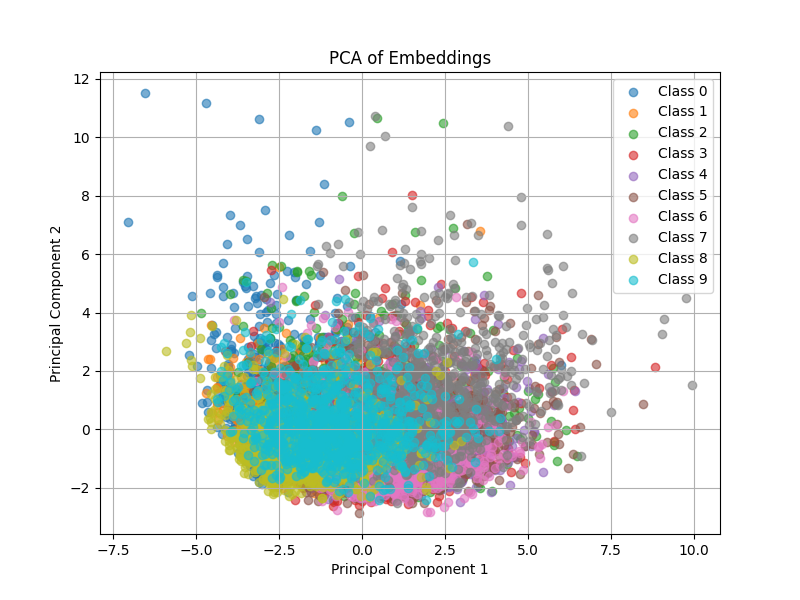 PCA of Embeddings
12
10
8
6
4
2
0
−2
Principal Component 2
−7.5
−5.0
−2.5
0.0
2.5
5.0
7.5
10.0
Principal Component 1
Class 0
Class 1
Class 2
Class 3
Class 4
Class 5
Class 6
Class 7
Class 8
Class 9